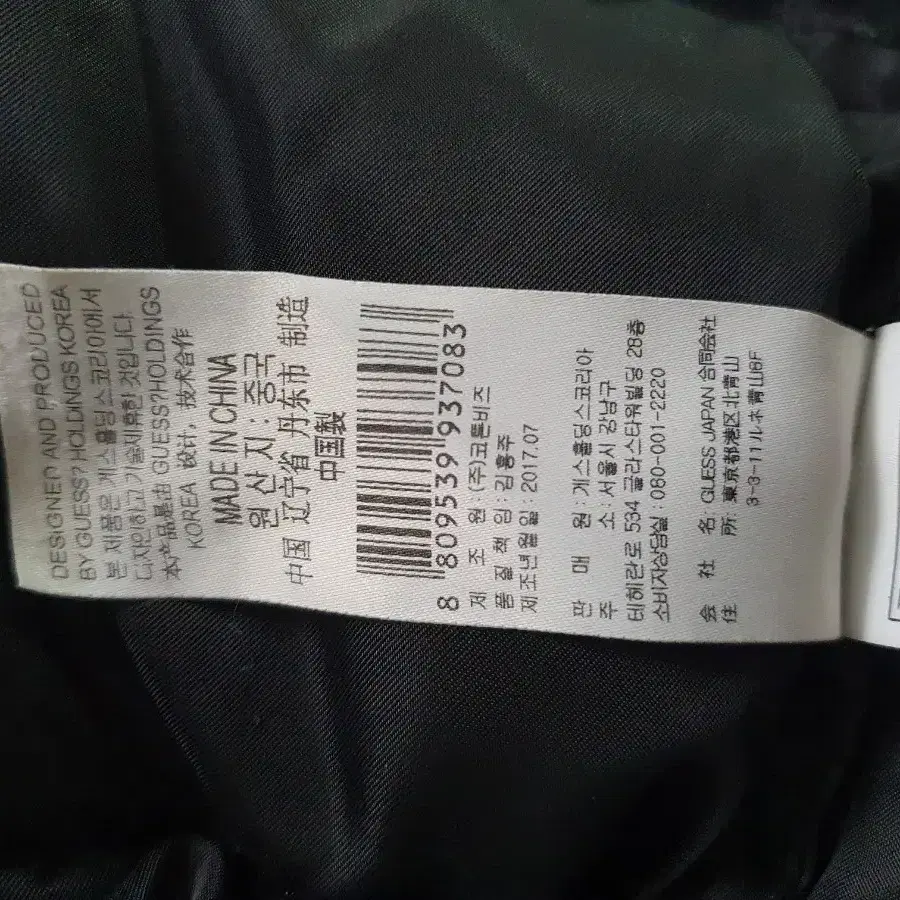 DESIGNED AND PRODUCED
BY GUESS? HOLDINGS KOREA
본 제품은 게스홀딩스코리아에서
디자인하고 기술제휴한 것입니다.
本产品是由 GUESS?HOLDINGS
KOREA 设计, 技术合作
MADE IN CHINA
원 산 지 : 중국
中国 辽宁省 丹东市 制造
中国製
8 809539 937083
제 조 원 : (주)코튼비즈
품 질 책 임 : 김홍주
제조년월일 : 2017.07
판 매 원 : 게스홀딩스코리아
주 소 : 서울시 강남구
테헤란로 534 글라스타워빌딩 28층
소비자상담실 : 080-001-2220
会 社 名: GUESS JAPAN 合同会社
住 所: 東京都港区北青山
3-3-11ルネ青山8F